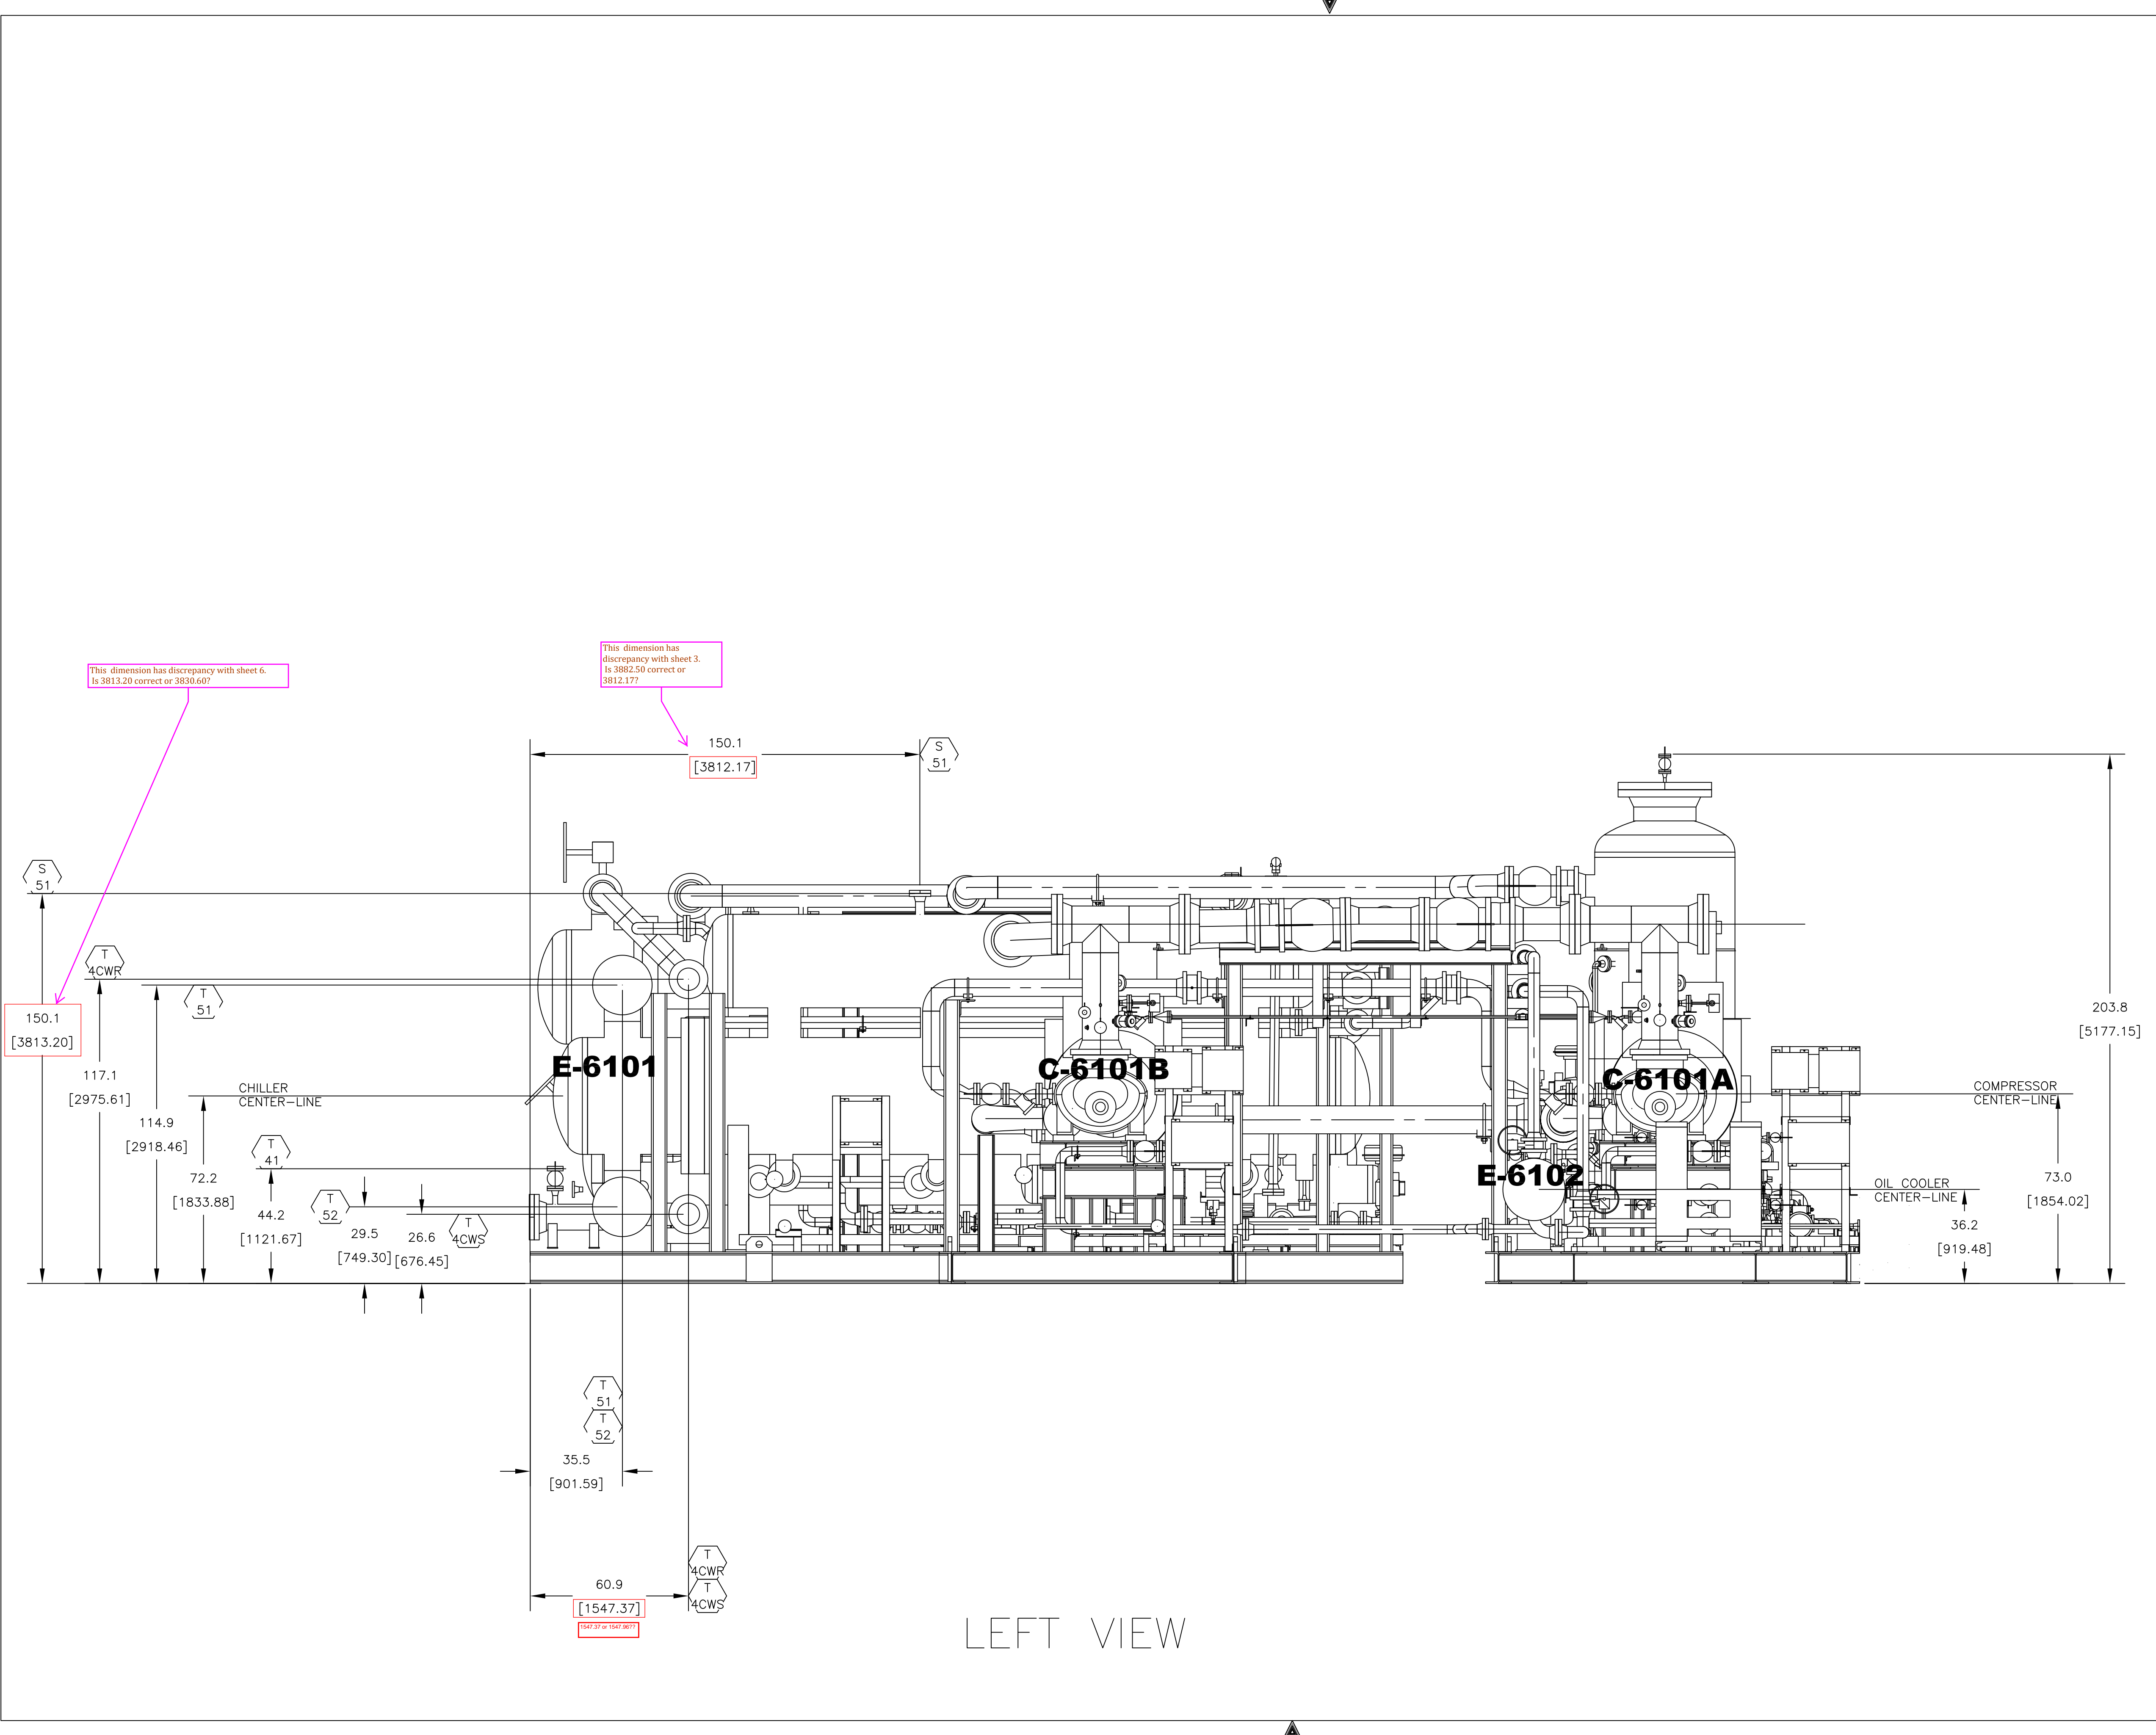 This dimension has discrepancy with sheet 6.
Is 3813.20 correct or 3830.60?
This dimension has
discrepancy with sheet 3.
Is 3882.50 correct or
3812.17?
150.1
[3812.17]
S
51
S
51
T
4CWR
T
51
150.1
[3813.20]
117.1
[2975.61]
114.9
[2918.46]
CHILLER
CENTER-LINE
72.2
[1833.88]
T
41
44.2
[1121.67]
T
52
29.5
[749.30]
26.6
[676.45]
T
4CWS
E-6101
C-6101B
C-6101A
E-6102
203.8
[5177.15]
COMPRESSOR
CENTER-LINE
73.0
[1854.02]
OIL COOLER
CENTER-LINE
36.2
[919.48]
T
51
T
52
35.5
[901.59]
T
4CWR
T
4CWS
60.9
[1547.37]
1547.37 or 1547.96??
LEFT VIEW